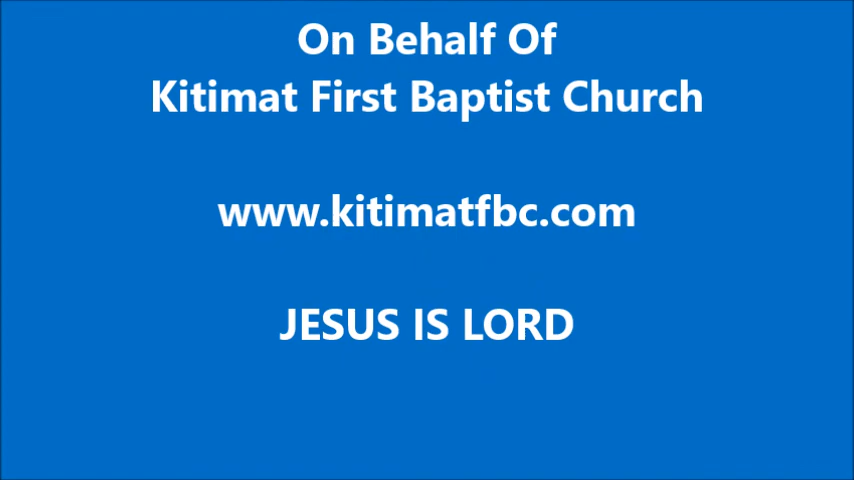 On Behalf Of
Kitimat First Baptist Church
www.kitimatfbc.com
JESUS IS LORD